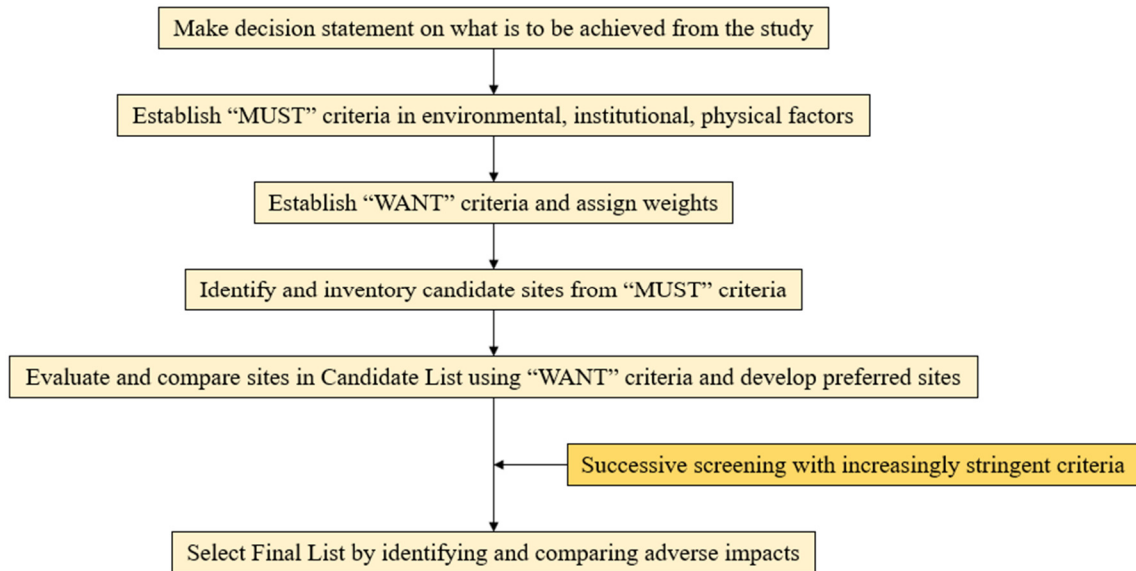 Make decision statement on what is to be achieved from the study
Establish “MUST” criteria in environmental, institutional, physical factors
Establish “WANT” criteria and assign weights
Identify and inventory candidate sites from “MUST” criteria
Evaluate and compare sites in Candidate List using “WANT” criteria and develop preferred sites
Successive screening with increasingly stringent criteria
Select Final List by identifying and comparing adverse impacts